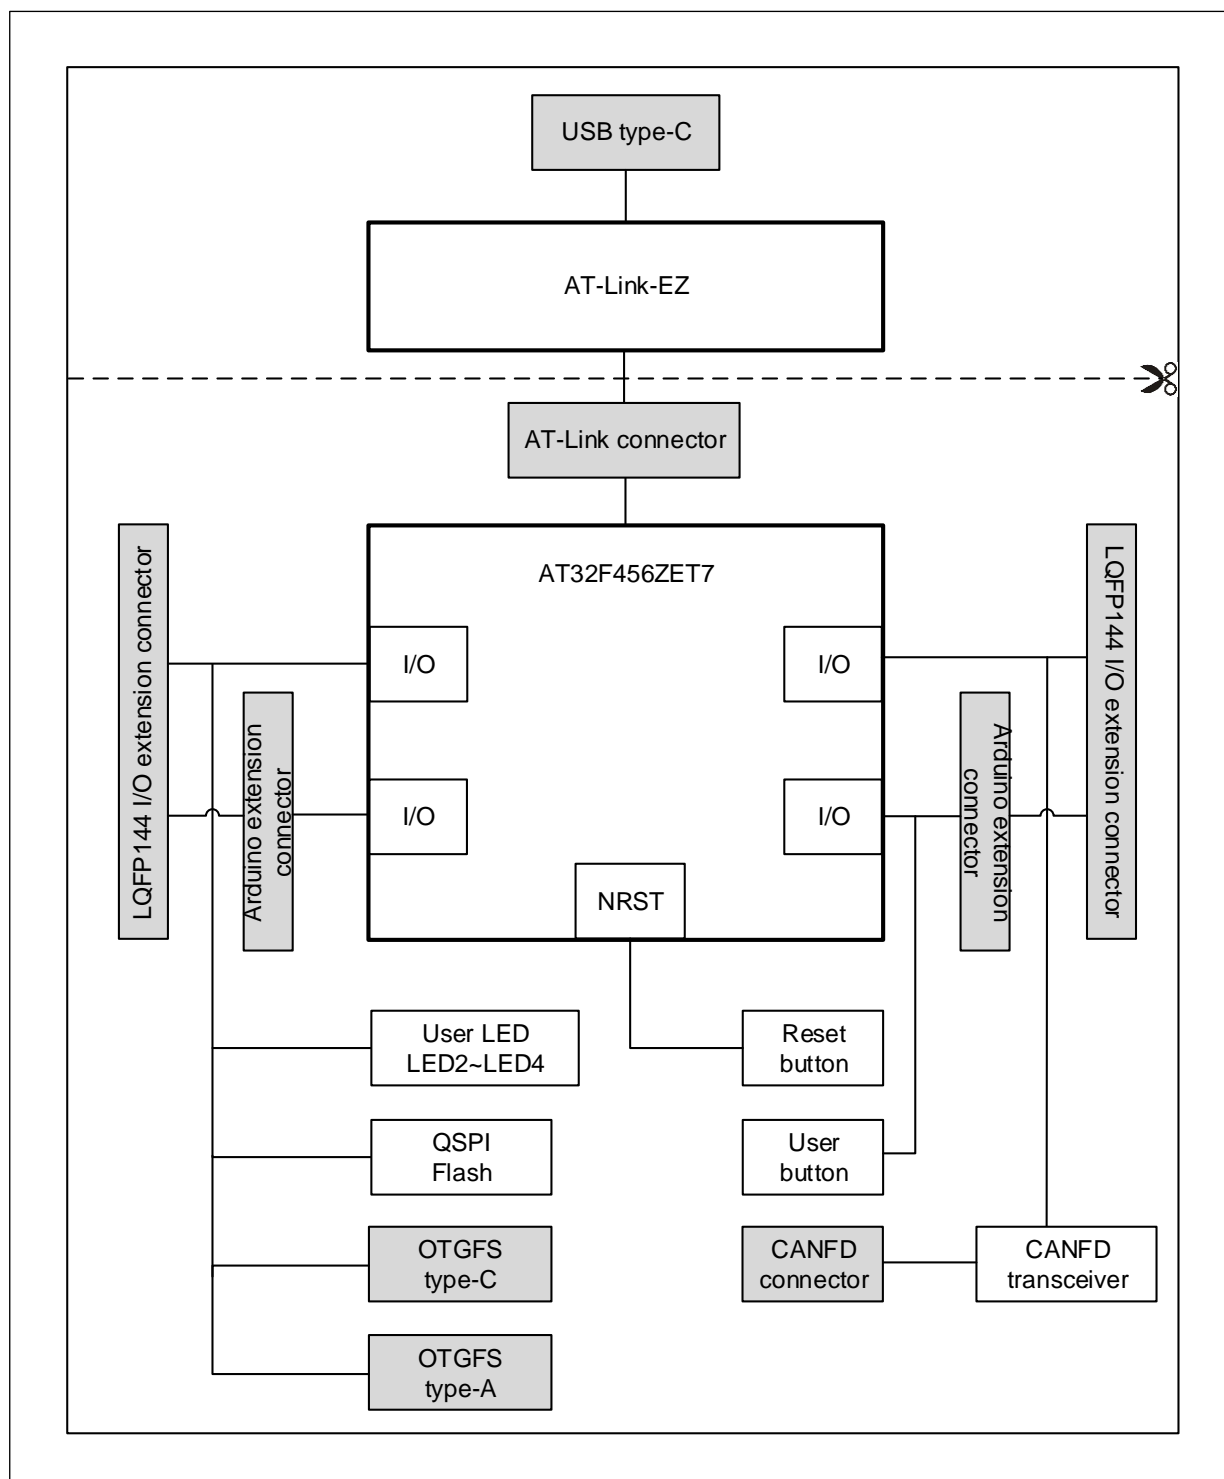 USB type-C
AT-Link-EZ
AT-Link connector
AT32F456ZET7
LQFP144 I/O extension connector
Arduino extension
connector
I/O
I/O
I/O
I/O
NRST
Arduino extension
connector
LQFP144 I/O extension connector
User LED
LED2~LED4
Reset
button
QSPI
Flash
User
button
OTGFS
type-C
CANFD
connector
CANFD
transceiver
OTGFS
type-A